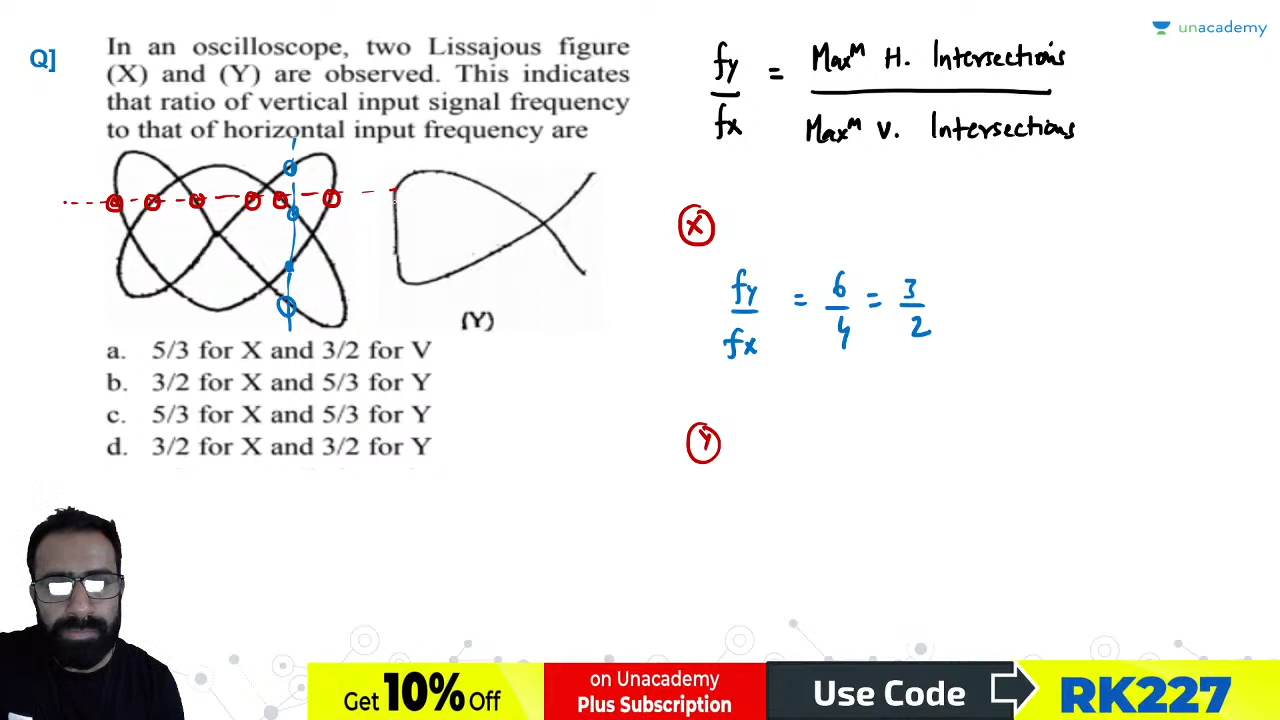 unacademy
Q] In an oscilloscope, two Lissajous figure
(X) and (Y) are observed. This indicates
that ratio of vertical input signal frequency
to that of horizontal input frequency are
(Y)
a. 5/3 for X and 3/2 for V
b. 3/2 for X and 5/3 for Y
c. 5/3 for X and 5/3 for Y
d. 3/2 for X and 3/2 for Y
fy/fx = Maxᴹ H. Intersections / Maxᴹ V. Intersections
X
fy/fx = 6/4 = 3/2
Y
Get 10% Off
on Unacademy
Plus Subscription
Use Code
RK227